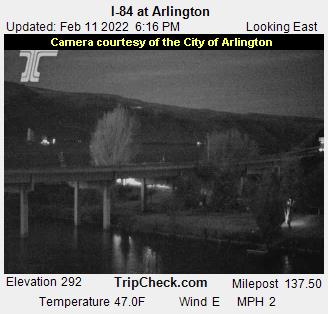 I-84 at Arlington
Updated: Feb 11 2022 6:16 PM Looking East
Camera courtesy of the City of Arlington
Elevation 292 TripCheck.com Milepost 137.50
Temperature 47.0F Wind E MPH 2